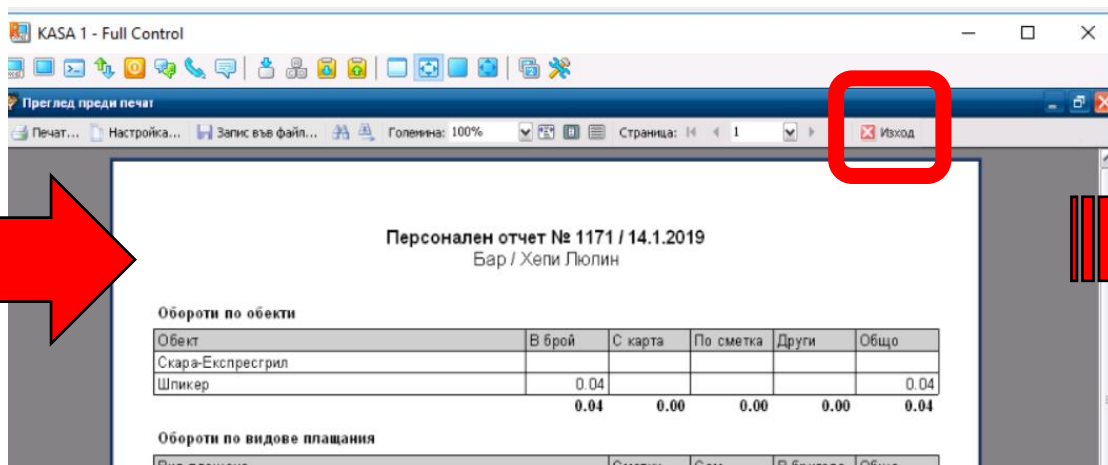 KASA 1 - Full Control
Преглед преди печат
Печат... Настройка... Запис във файл... Големина: 100% Страница: 1 Изход
Персонален отчет № 1171 / 14.1.2019
Бар / Хепи Люлин
Обороти по обекти
Обект В брой С карта По сметка Други Общо
Скара-Експресгрил
Шпикер 0.04 0.04
0.04 0.00 0.00 0.00 0.04
Обороти по видове плащания